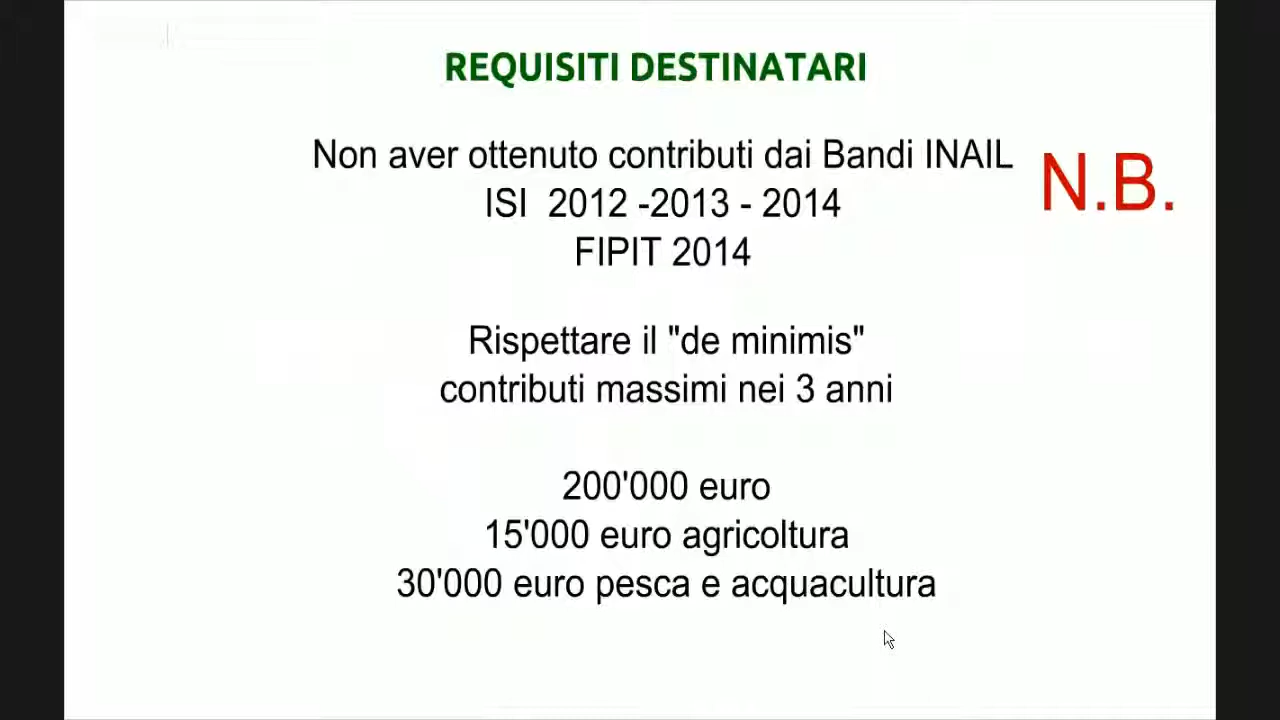 REQUISITI DESTINATARI
Non aver ottenuto contributi dai Bandi INAIL
N.B.
ISI 2012 -2013 - 2014
FIPIT 2014
Rispettare il "de minimis"
contributi massimi nei 3 anni
200'000 euro
15'000 euro agricoltura
30'000 euro pesca e acquacultura